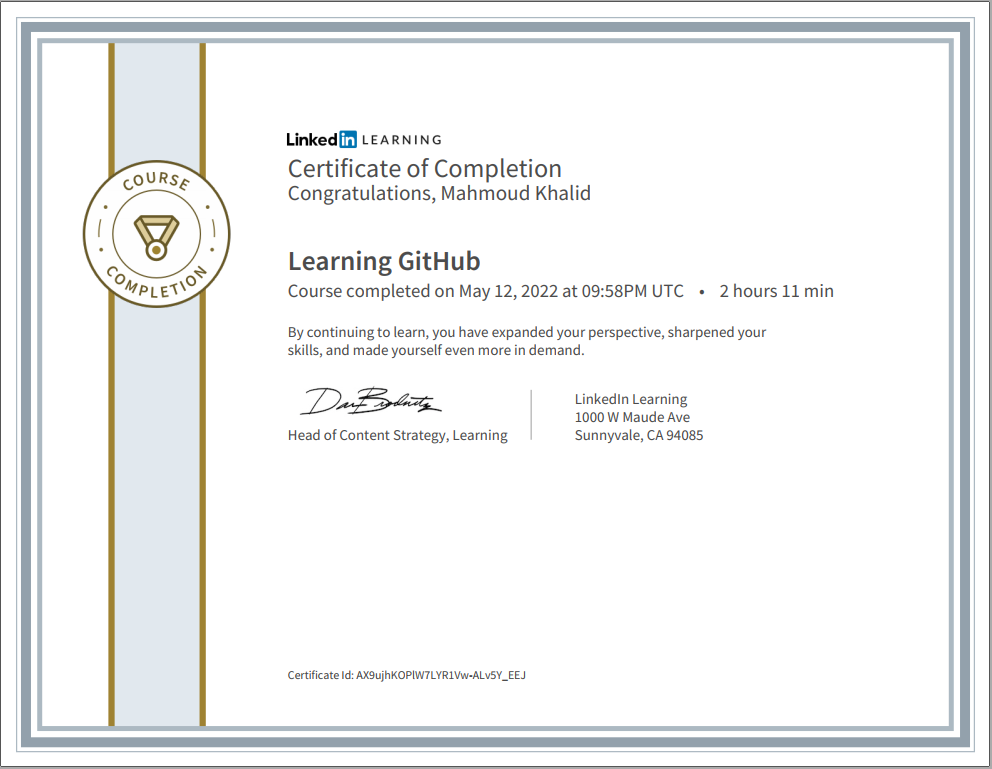 COURSE
COMPLETION
LinkedIn LEARNING
Certificate of Completion
Congratulations, Mahmoud Khalid
Learning GitHub
Course completed on May 12, 2022 at 09:58PM UTC • 2 hours 11 min
By continuing to learn, you have expanded your perspective, sharpened your
skills, and made yourself even more in demand.
Head of Content Strategy, Learning
LinkedIn Learning
1000 W Maude Ave
Sunnyvale, CA 94085
Certificate Id: AX9ujhKOPlW7LYR1Vw-ALv5Y_EEJ